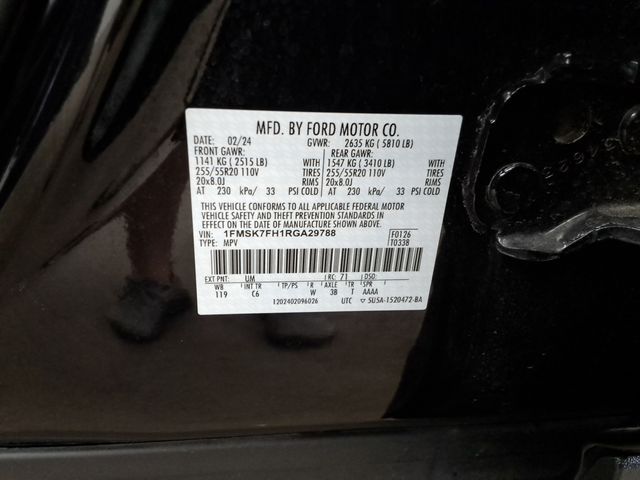 MFD. BY FORD MOTOR CO.
DATE: 02/24 GVWR: 2635 KG ( 5810 LB)
FRONT GAWR: REAR GAWR:
1141 KG ( 2515 LB) WITH 1547 KG ( 3410 LB) WITH
255/55R20 110V TIRES 255/55R20 110V TIRES
20x8.0J RIMS 20x8.0J RIMS
AT 230 kPa/ 33 PSI COLD AT 230 kPa/ 33 PSI COLD
THIS VEHICLE CONFORMS TO ALL APPLICABLE FEDERAL MOTOR
VEHICLE SAFETY AND THEFT PREVENTION STANDARDS IN
EFFECT ON THE DATE OF MANUFACTURE SHOWN ABOVE.
VIN: 1FMSK7FH1RGA29788 F0126
TYPE: MPV T0338
EXT PNT: UM RC: 71 DSO:
WB INT TR TP/PS R AXLE TR SPR
119 C6 W 38 T AAAA
1202402096026 UTC ▽ 5U5A-1520472-BA